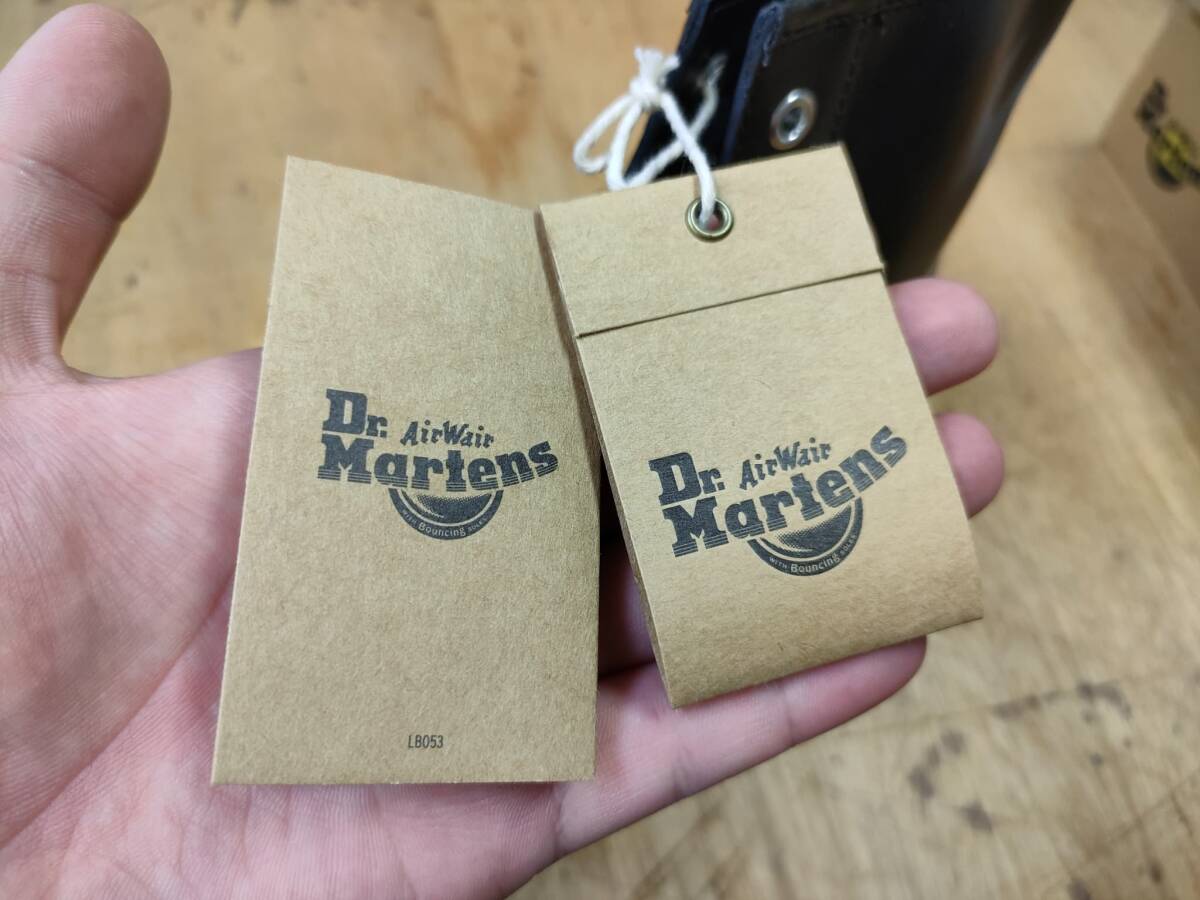 Dr.
AirWair
Martens
WITH Bouncing SOLES
LB053
Dr.
AirWair
Martens
WITH Bouncing SOLES